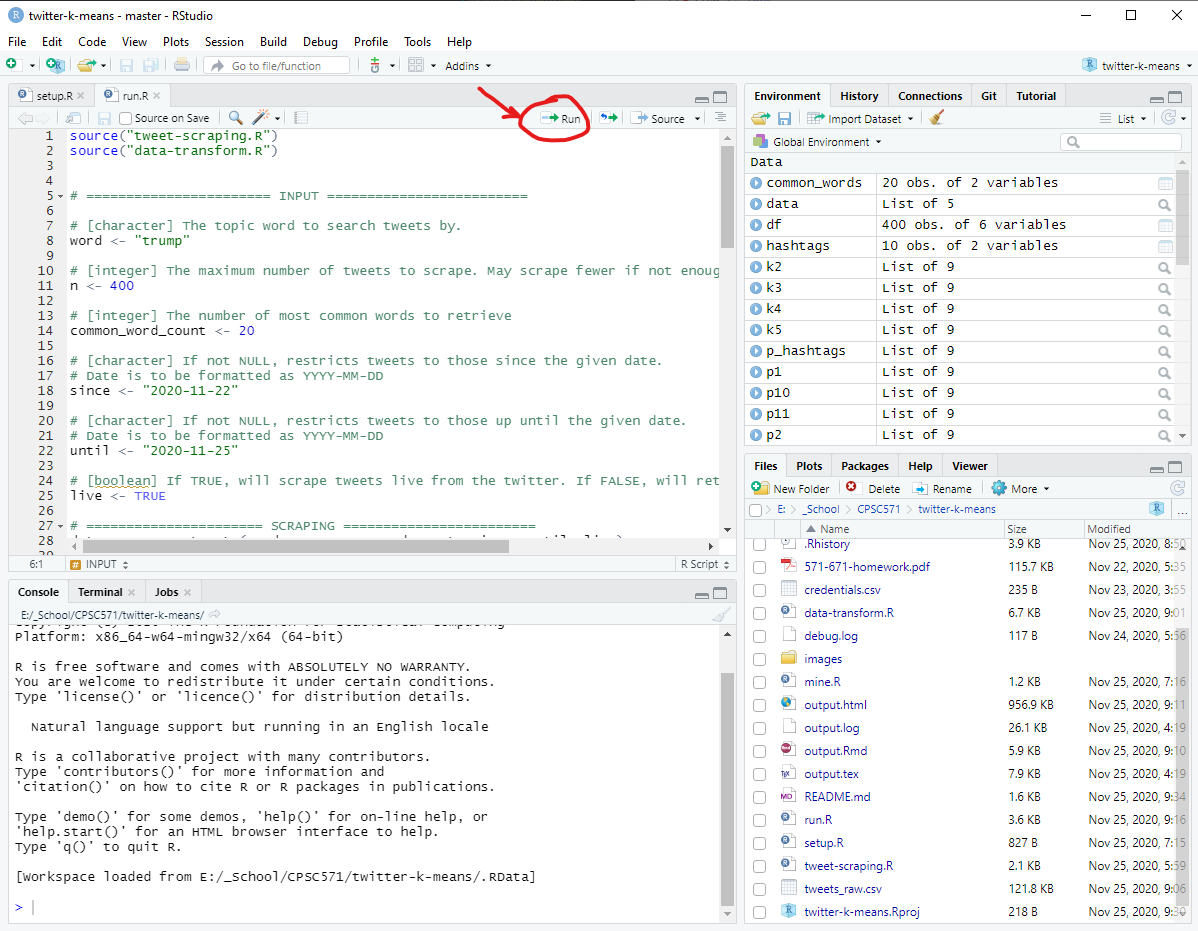 twitter-k-means - master - RStudio
File Edit Code View Plots Session Build Debug Profile Tools Help
Go to file/function Addins twitter-k-means
setup.R run.R
Source on Save Run Source
1 source("tweet-scraping.R")
2 source("data-transform.R")
3
4
5 # ======================= INPUT =========================
6
7 # [character] The topic word to search tweets by.
8 word <- "trump"
9
10 # [integer] The maximum number of tweets to scrape. May scrape fewer if not enoug
11 n <- 400
12
13 # [integer] The number of most common words to retrieve
14 common_word_count <- 20
15
16 # [character] If not NULL, restricts tweets to those since the given date.
17 # Date is to be formatted as YYYY-MM-DD
18 since <- "2020-11-22"
19
20 # [character] If not NULL, restricts tweets to those up until the given date.
21 # Date is to be formatted as YYYY-MM-DD
22 until <- "2020-11-25"
23
24 # [boolean] If TRUE, will scrape tweets live from the twitter. If FALSE, will ret
25 live <- TRUE
26
27 # ====================== SCRAPING ========================
28
29
6:1 # INPUT R Script
Console Terminal Jobs
E:/_School/CPSC571/twitter-k-means/
Platform: x86_64-w64-mingw32/x64 (64-bit)
R is free software and comes with ABSOLUTELY NO WARRANTY.
You are welcome to redistribute it under certain conditions.
Type 'license()' or 'licence()' for distribution details.
Natural language support but running in an English locale
R is a collaborative project with many contributors.
Type 'contributors()' for more information and
'citation()' on how to cite R or R packages in publications.
Type 'demo()' for some demos, 'help()' for on-line help, or
'help.start()' for an HTML browser interface to help.
Type 'q()' to quit R.
[Workspace loaded from E:/_School/CPSC571/twitter-k-means/.RData]
>
Environment History Connections Git Tutorial
Import Dataset List
Global Environment
Data
common_words 20 obs. of 2 variables
data List of 5
df 400 obs. of 6 variables
hashtags 10 obs. of 2 variables
k2 List of 9
k3 List of 9
k4 List of 9
k5 List of 9
p_hashtags List of 9
p1 List of 9
p10 List of 9
p11 List of 9
p2 List of 9
Files Plots Packages Help Viewer
New Folder Delete Rename More
E: _School CPSC571 twitter-k-means ...
Name Size Modified
.Rhistory 3.9 KB Nov 25, 2020, 8:50
571-671-homework.pdf 115.7 KB Nov 22, 2020, 5:35
credentials.csv 235 B Nov 23, 2020, 3:55
data-transform.R 6.7 KB Nov 25, 2020, 9:01
debug.log 117 B Nov 24, 2020, 5:56
images
mine.R 1.2 KB Nov 25, 2020, 7:16
output.html 956.9 KB Nov 25, 2020, 9:11
output.log 26.1 KB Nov 25, 2020, 4:19
output.Rmd 5.9 KB Nov 25, 2020, 9:10
output.tex 7.9 KB Nov 25, 2020, 4:19
README.md 1.6 KB Nov 25, 2020, 9:34
run.R 3.6 KB Nov 25, 2020, 9:16
setup.R 827 B Nov 25, 2020, 7:15
tweet-scraping.R 2.1 KB Nov 25, 2020, 5:59
tweets_raw.csv 121.8 KB Nov 25, 2020, 9:06
twitter-k-means.Rproj 218 B Nov 25, 2020, 9:30